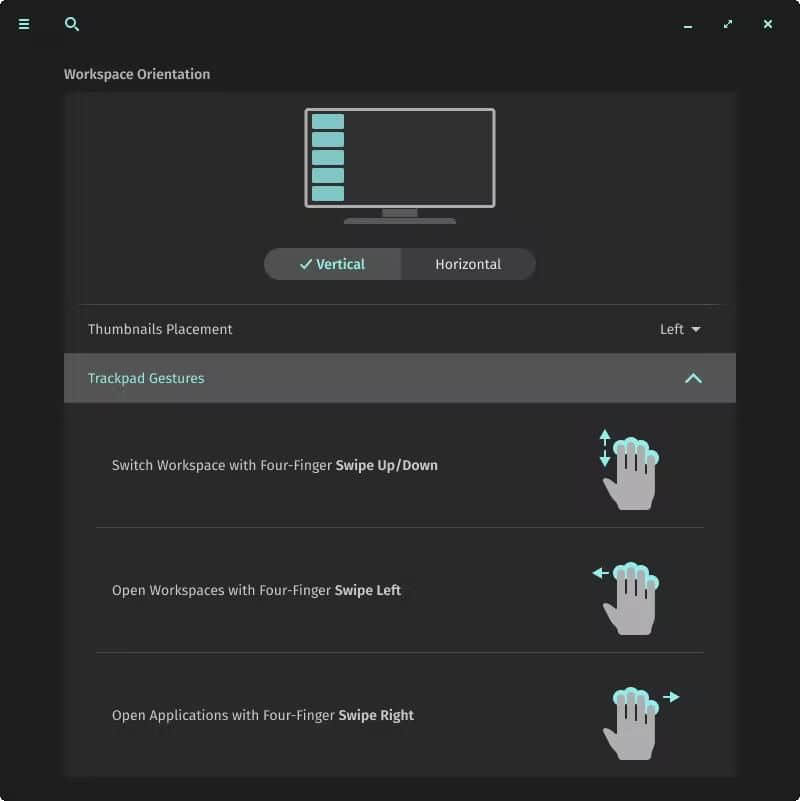 Workspace Orientation
Vertical
Horizontal
Thumbnails Placement
Left
Trackpad Gestures
Switch Workspace with Four-Finger Swipe Up/Down
Open Workspaces with Four-Finger Swipe Left
Open Applications with Four-Finger Swipe Right